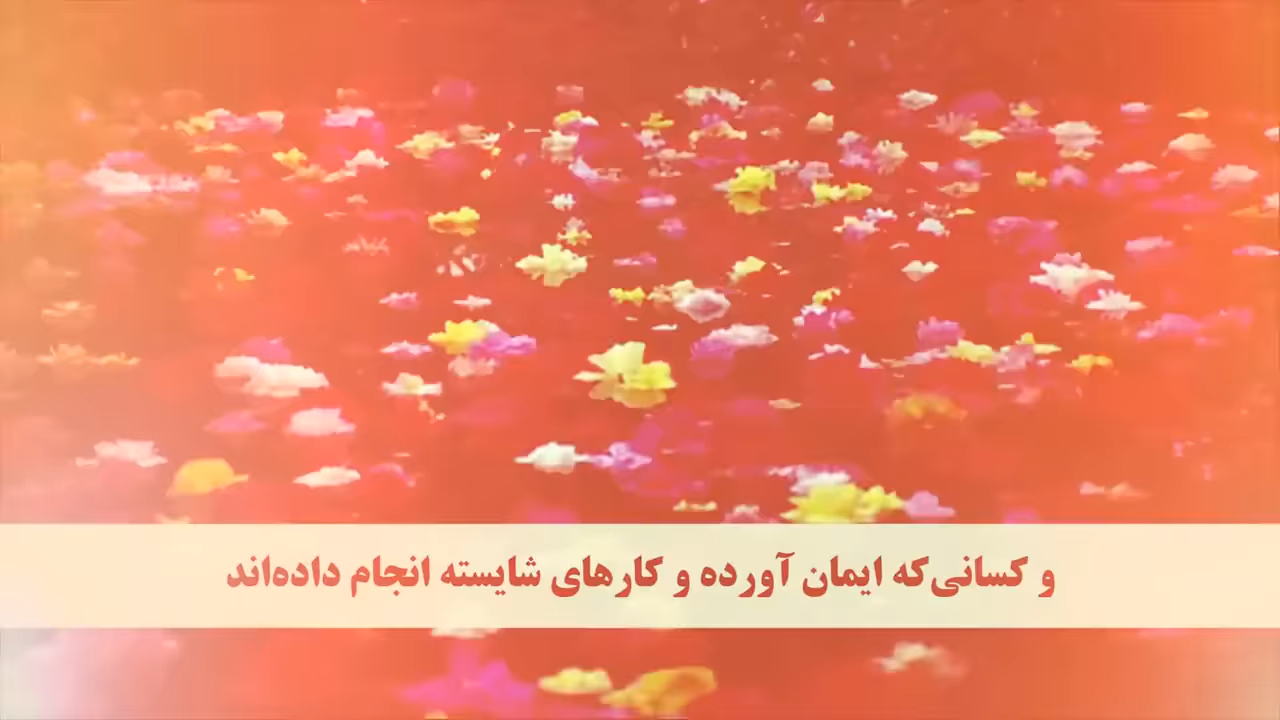 و کسانی‌که ایمان آورده و کارهای شایسته انجام داده‌اند